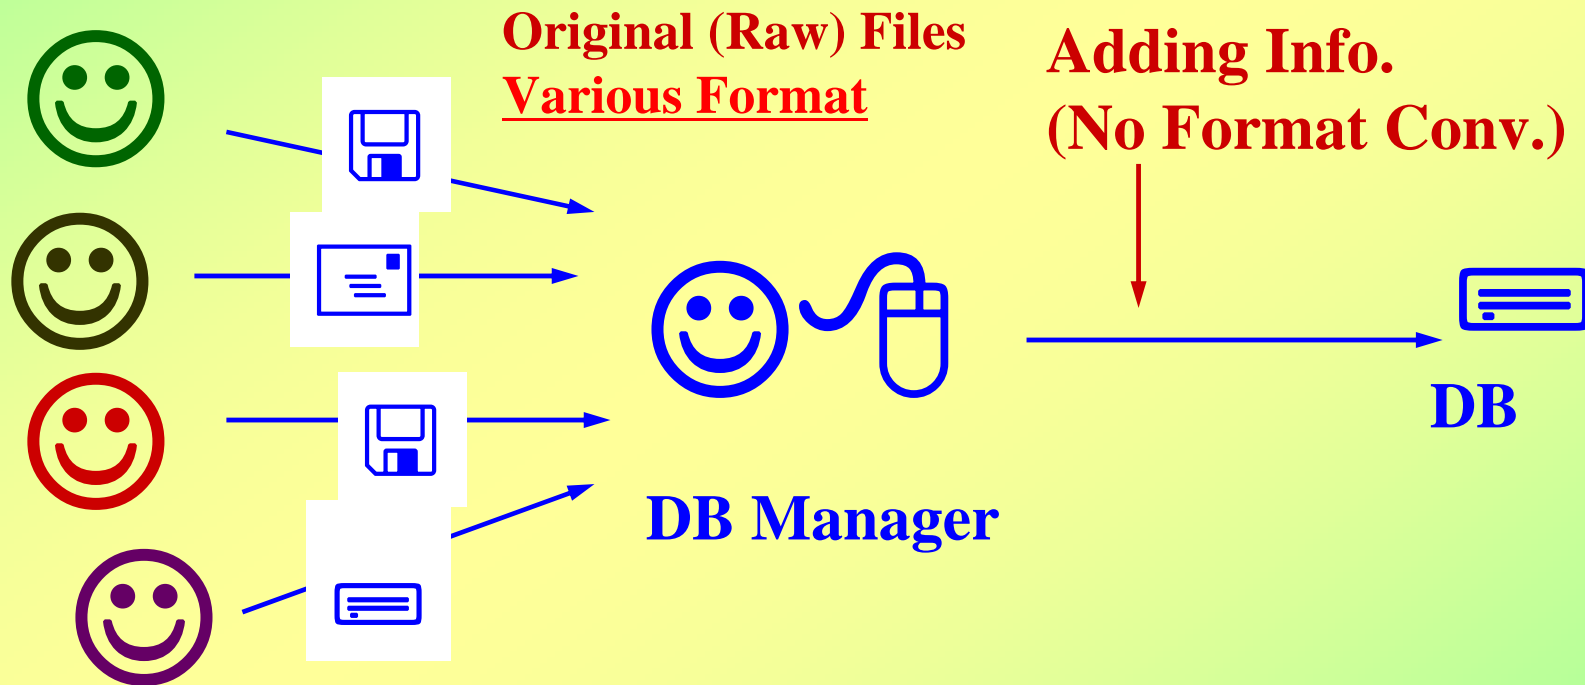 Original (Raw) Files
Various Format
Adding Info.
(No Format Conv.)
DB
DB Manager